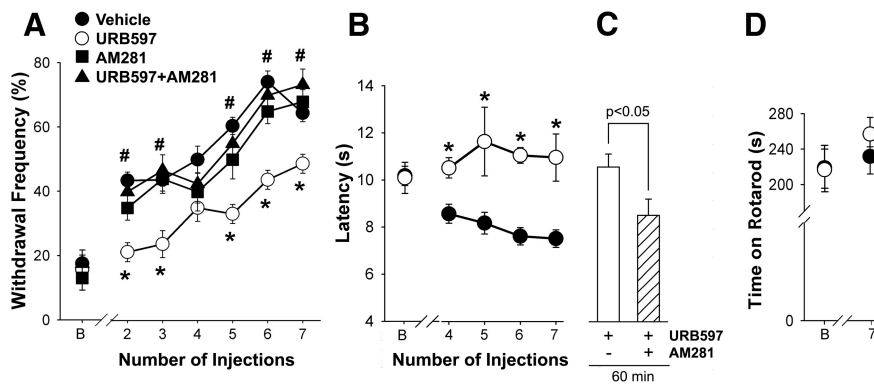 A
Vehicle
URB597
AM281
URB597+AM281
Withdrawal Frequency (%)
80
60
40
20
0
# # # # #
* * * * *
B 2 3 4 5 6 7
Number of Injections
B
Latency (s)
14
12
10
8
6
4
* * * *
B 4 5 6 7
Number of Injections
C
p<0.05
+ + URB597
- + AM281
60 min
D
Time on Rotarod (s)
280
240
200
0
B 7